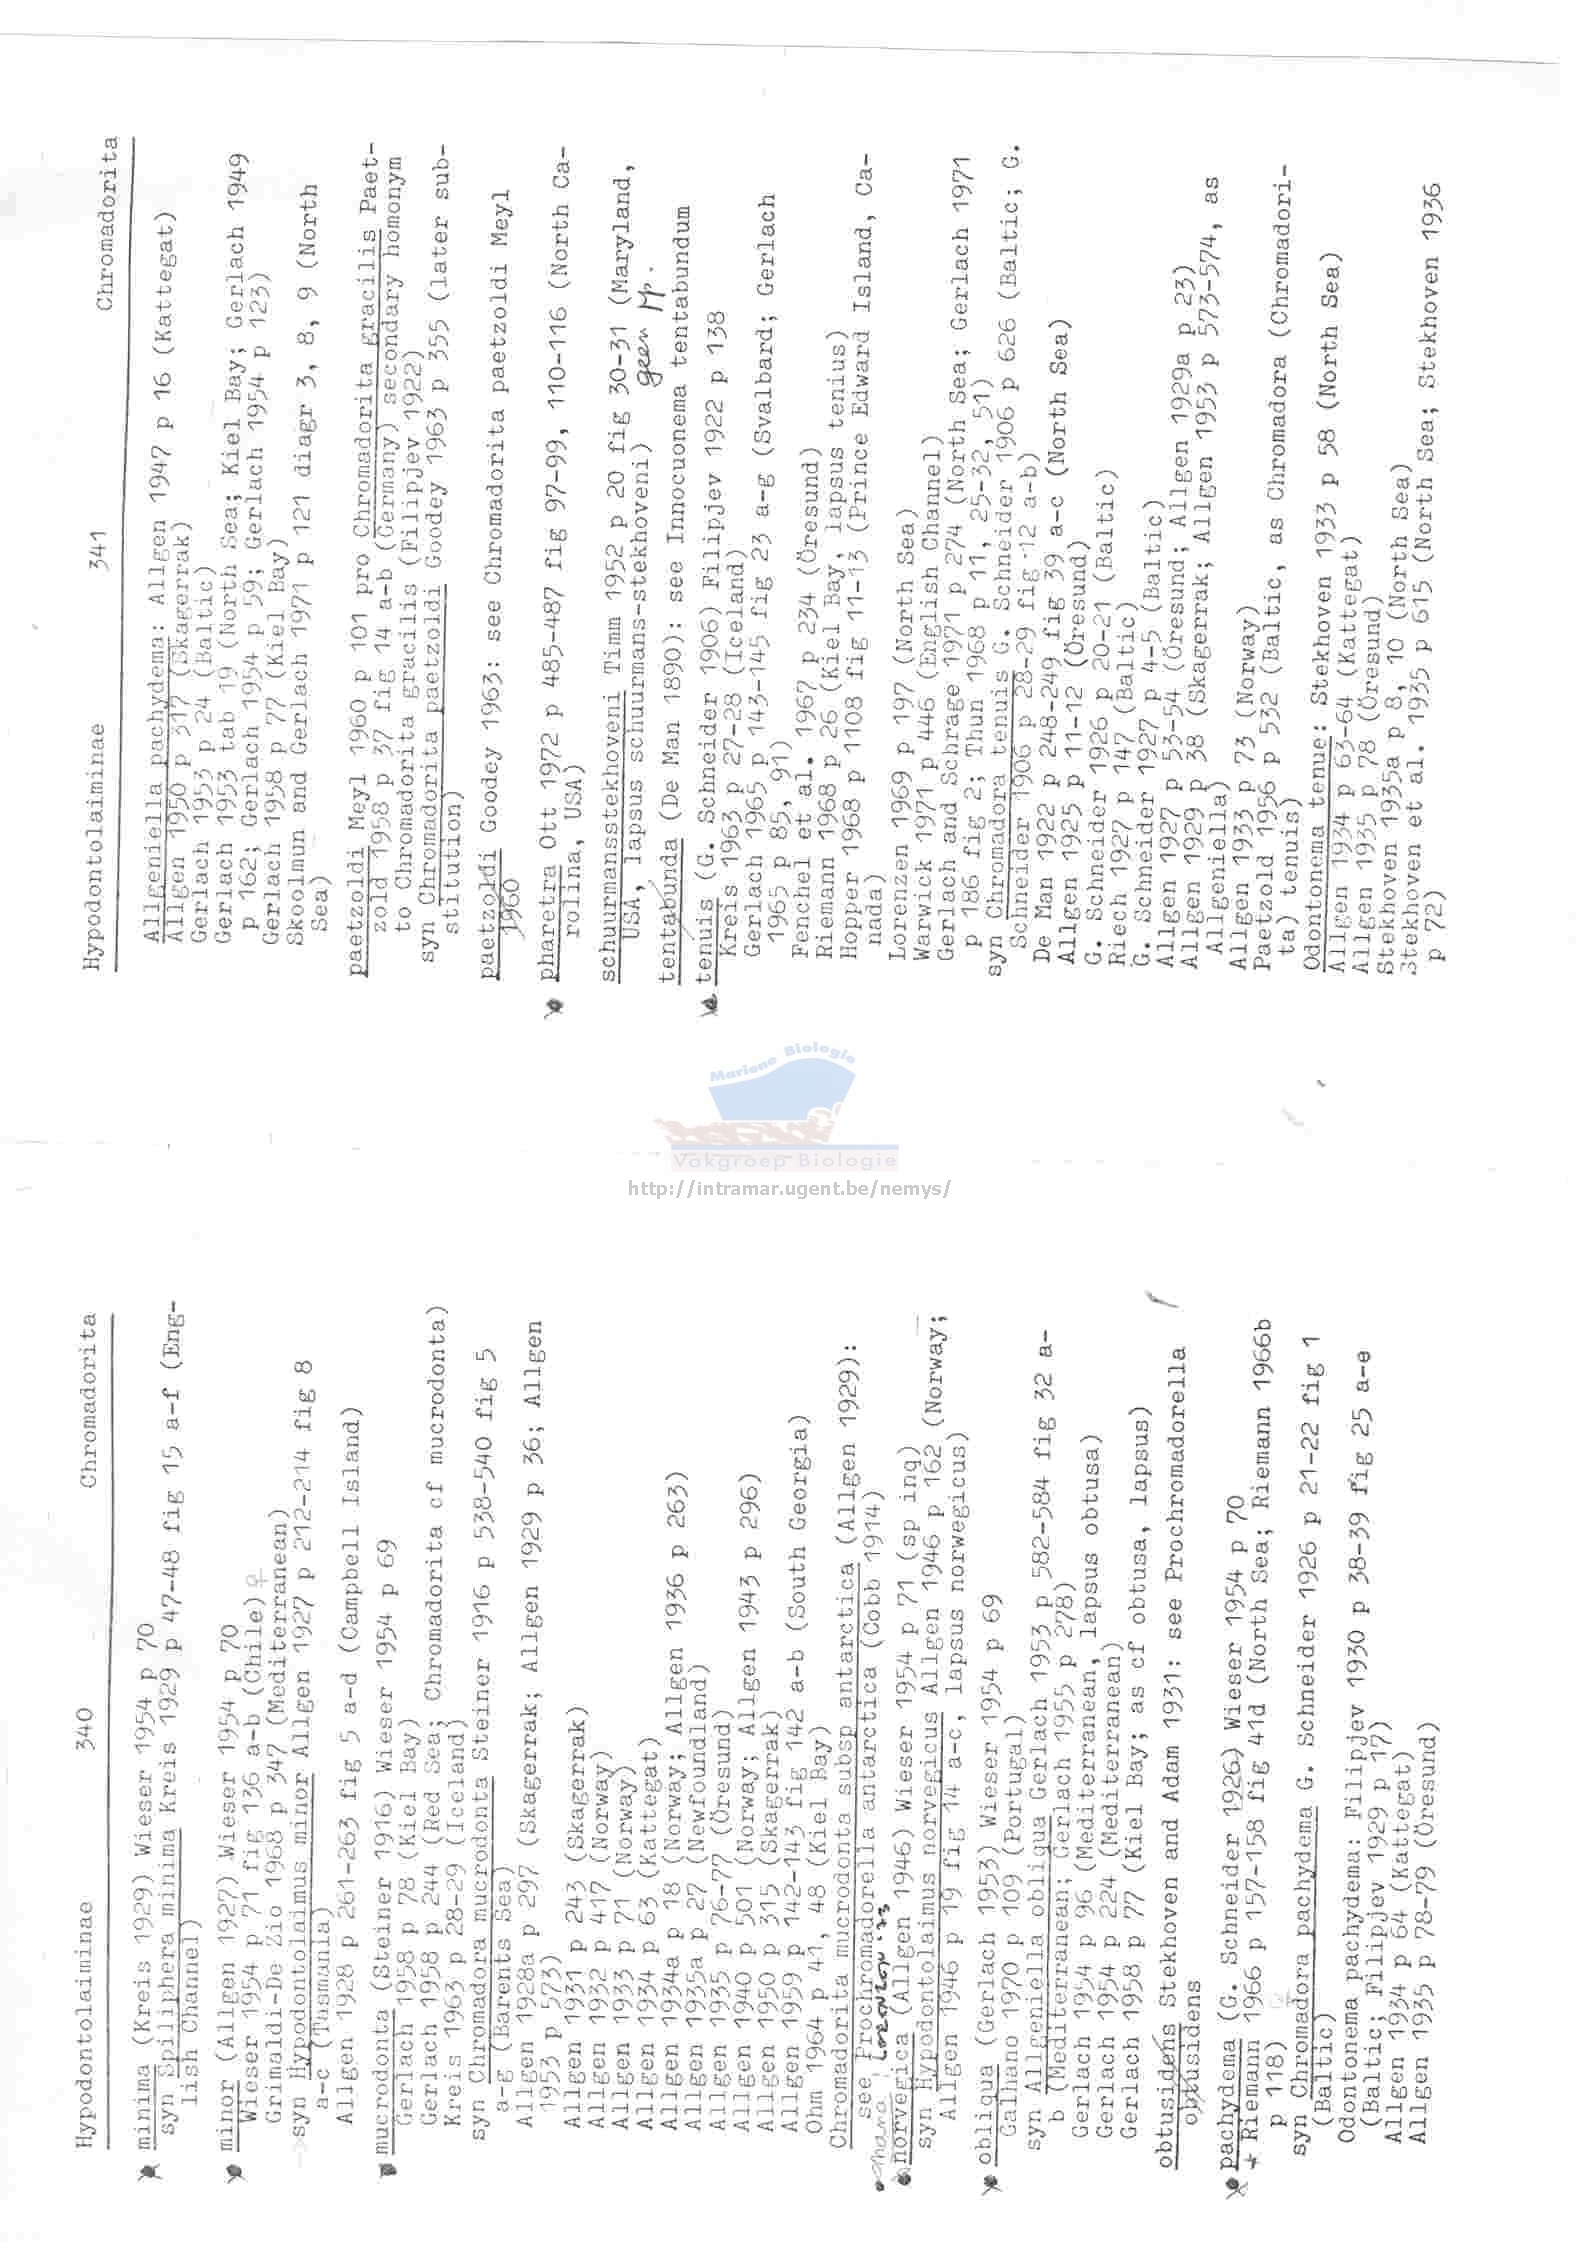 Hypodontolaiminae 340 Chromadorita
minima (Kreis 1929) Wieser 1954 p 70
syn Spiliphera minima Kreis 1929 p 47-48 fig 15 a-f (Eng-
lish Channel)
minor (Allgen 1927) Wieser 1954 p 70
Wieser 1954 p 71 fig 136 a-b (Chile) ♀
Grimaldi-De Zio 1968 p 347 (Mediterranean)
syn Hypodontolaimus minor Allgen 1927 p 212-214 fig 8
a-c (Tasmania)
Allgen 1928 p 261-263 fig 5 a-d (Campbell Island)
mucrodonta (Steiner 1916) Wieser 1954 p 69
Gerlach 1958 p 78 (Kiel Bay)
Gerlach 1958 p 244 (Red Sea; Chromadorita cf mucrodonta)
Kreis 1963 p 28-29 (Iceland)
syn Chromadora mucrodonta Steiner 1916 p 538-540 fig 5
a-g (Barents Sea)
Allgen 1928a p 297 (Skagerrak; Allgen 1929 p 36; Allgen
1953 p 573)
Allgen 1931 p 243 (Skagerrak)
Allgen 1932 p 417 (Norway)
Allgen 1933 p 71 (Norway)
Allgen 1934 p 63 (Kattegat)
Allgen 1934a p 18 (Norway; Allgen 1936 p 263)
Allgen 1935a p 27 (Newfoundland)
Allgen 1935 p 76-77 (Öresund)
Allgen 1940 p 501 (Norway; Allgen 1943 p 296)
Allgen 1950 p 315 (Skagerrak)
Allgen 1959 p 142-143 fig 142 a-b (South Georgia)
Ohm 1964 p 41, 48 (Kiel Bay)
Chromadorita mucrodonta subsp antarctica (Allgen 1929):
see Prochromadorella antarctica (Cobb 1914)
nana Lorenzen '73
norvegica (Allgen 1946) Wieser 1954 p 71 (sp inq)
syn Hypodontolaimus norvegicus Allgen 1946 p 162 (Norway;
Allgen 1946 p 19 fig 14 a-c, lapsus norwegicus)
obliqua (Gerlach 1953) Wieser 1954 p 69
Galhano 1970 p 109 (Portugal)
syn Allgeniella obliqua Gerlach 1953 p 582-584 fig 32 a-
b (Mediterranean; Gerlach 1955 p 278)
Gerlach 1954 p 96 (Mediterranean, lapsus obtusa)
Gerlach 1954 p 224 (Mediterranean)
Gerlach 1958 p 77 (Kiel Bay; as cf obtusa, lapsus)
obtusidens Stekhoven and Adam 1931: see Prochromadorella
obtusidens
pachydema (G. Schneider 1926) Wieser 1954 p 70
Riemann 1966 p 157-158 fig 41d (North Sea; Riemann 1966b
p 118)
syn Chromadora pachydema G. Schneider 1926 p 21-22 fig 1
(Baltic)
Odontonema pachydema: Filipjev 1930 p 38-39 fig 25 a-e
(Baltic; Filipjev 1929 p 17)
Allgen 1934 p 64 (Kattegat)
Allgen 1935 p 78-79 (Öresund)
Hypodontolaiminae 341 Chromadorita
Allgeniella pachydema: Allgen 1947 p 16 (Kattegat)
Allgen 1950 p 317 (Skagerrak)
Gerlach 1953 p 24 (Baltic)
Gerlach 1953 tab 19 (North Sea; Kiel Bay; Gerlach 1949
p 162; Gerlach 1954 p 59; Gerlach 1954 p 123)
Gerlach 1958 p 77 (Kiel Bay)
Skoolmun and Gerlach 1971 p 121 diagr 3, 8, 9 (North
Sea)
paetzoldi Meyl 1960 p 101 pro Chromadorita gracilis Paet-
zold 1958 p 37 fig 14 a-b (Germany) secondary homonym
to Chromadorita gracilis (Filipjev 1922)
syn Chromadorita paetzoldi Goodey 1963 p 355 (later sub-
stitution)
paetzoldi Goodey 1963: see Chromadorita paetzoldi Meyl
1960
pharetra Ott 1972 p 485-487 fig 97-99, 110-116 (North Ca-
rolina, USA)
schuurmansstekhoveni Timm 1952 p 20 fig 30-31 (Maryland,
USA, lapsus schuurmans-stekhoveni) geen
tentabunda (De Man 1890): see Innocuonema tentabundum
tenuis (G. Schneider 1906) Filipjev 1922 p 138
Kreis 1963 p 27-28 (Iceland)
Gerlach 1965 p 143-145 fig 23 a-g (Svalbard; Gerlach
1965 p 85, 91)
Fenchel et al. 1967 p 234 (Öresund)
Riemann 1968 p 26 (Kiel Bay, lapsus tenius)
Hopper 1968 p 1108 fig 11-13 (Prince Edward Island, Ca-
nada)
Lorenzen 1969 p 197 (North Sea)
Warwick 1971 p 446 (English Channel)
Gerlach and Schrage 1971 p 274 (North Sea; Gerlach 1971
p 186 fig 2; Thun 1968 p 11, 25-32, 51)
syn Chromadora tenuis G. Schneider 1906 p 626 (Baltic; G.
Schneider 1906 p 28-29 fig 12 a-b)
De Man 1922 p 248-249 fig 39 a-c (North Sea)
Allgen 1925 p 11-12 (Öresund)
G. Schneider 1926 p 20-21 (Baltic)
Riech 1927 p 147 (Baltic)
G. Schneider 1927 p 4-5 (Baltic)
Allgen 1927 p 53-54 (Öresund; Allgen 1929a p 23)
Allgen 1929 p 38 (Skagerrak; Allgen 1953 p 573-574, as
Allgeniella)
Allgen 1933 p 73 (Norway)
Paetzold 1956 p 532 (Baltic, as Chromadora (Chromadori-
ta) tenuis)
Odontonema tenue: Stekhoven 1933 p 58 (North Sea)
Allgen 1934 p 63-64 (Kattegat)
Allgen 1935 p 78 (Öresund)
Stekhoven 1935a p 8, 10 (North Sea)
Stekhoven et al. 1935 p 615 (North Sea; Stekhoven 1936
p 72)
Mariene Biologie
Vakgroep Biologie
http://intramar.ugent.be/nemys/